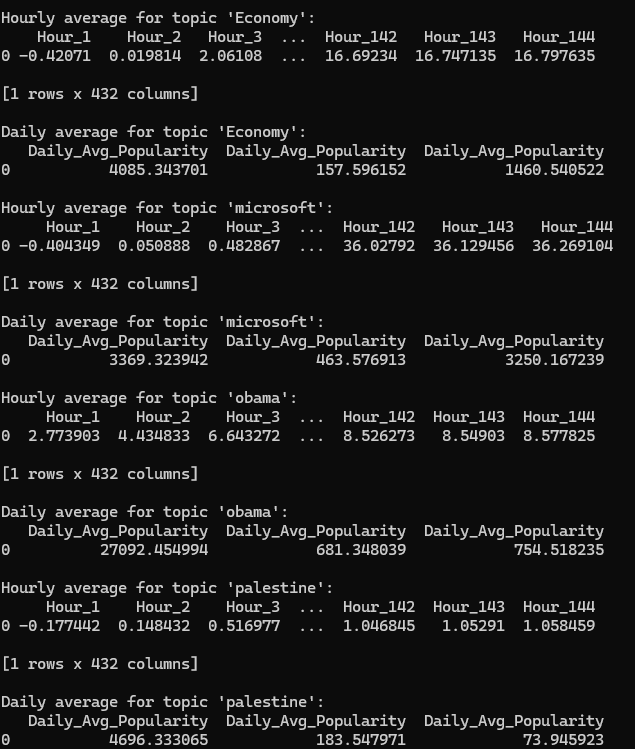 Hourly average for topic 'Economy':
Hour_1 Hour_2 Hour_3 ... Hour_142 Hour_143 Hour_144
0 -0.42071 0.019814 2.06108 ... 16.69234 16.747135 16.797635
[1 rows x 432 columns]
Daily average for topic 'Economy':
Daily_Avg_Popularity Daily_Avg_Popularity Daily_Avg_Popularity
0 4085.343701 157.596152 1460.540522
Hourly average for topic 'microsoft':
Hour_1 Hour_2 Hour_3 ... Hour_142 Hour_143 Hour_144
0 -0.404349 0.050888 0.482867 ... 36.02792 36.129456 36.269104
[1 rows x 432 columns]
Daily average for topic 'microsoft':
Daily_Avg_Popularity Daily_Avg_Popularity Daily_Avg_Popularity
0 3369.323942 463.576913 3250.167239
Hourly average for topic 'obama':
Hour_1 Hour_2 Hour_3 ... Hour_142 Hour_143 Hour_144
0 2.773903 4.434833 6.643272 ... 8.526273 8.54903 8.577825
[1 rows x 432 columns]
Daily average for topic 'obama':
Daily_Avg_Popularity Daily_Avg_Popularity Daily_Avg_Popularity
0 27092.454994 681.348039 754.518235
Hourly average for topic 'palestine':
Hour_1 Hour_2 Hour_3 ... Hour_142 Hour_143 Hour_144
0 -0.177442 0.148432 0.516977 ... 1.046845 1.05291 1.058459
[1 rows x 432 columns]
Daily average for topic 'palestine':
Daily_Avg_Popularity Daily_Avg_Popularity Daily_Avg_Popularity
0 4696.333065 183.547971 73.945923